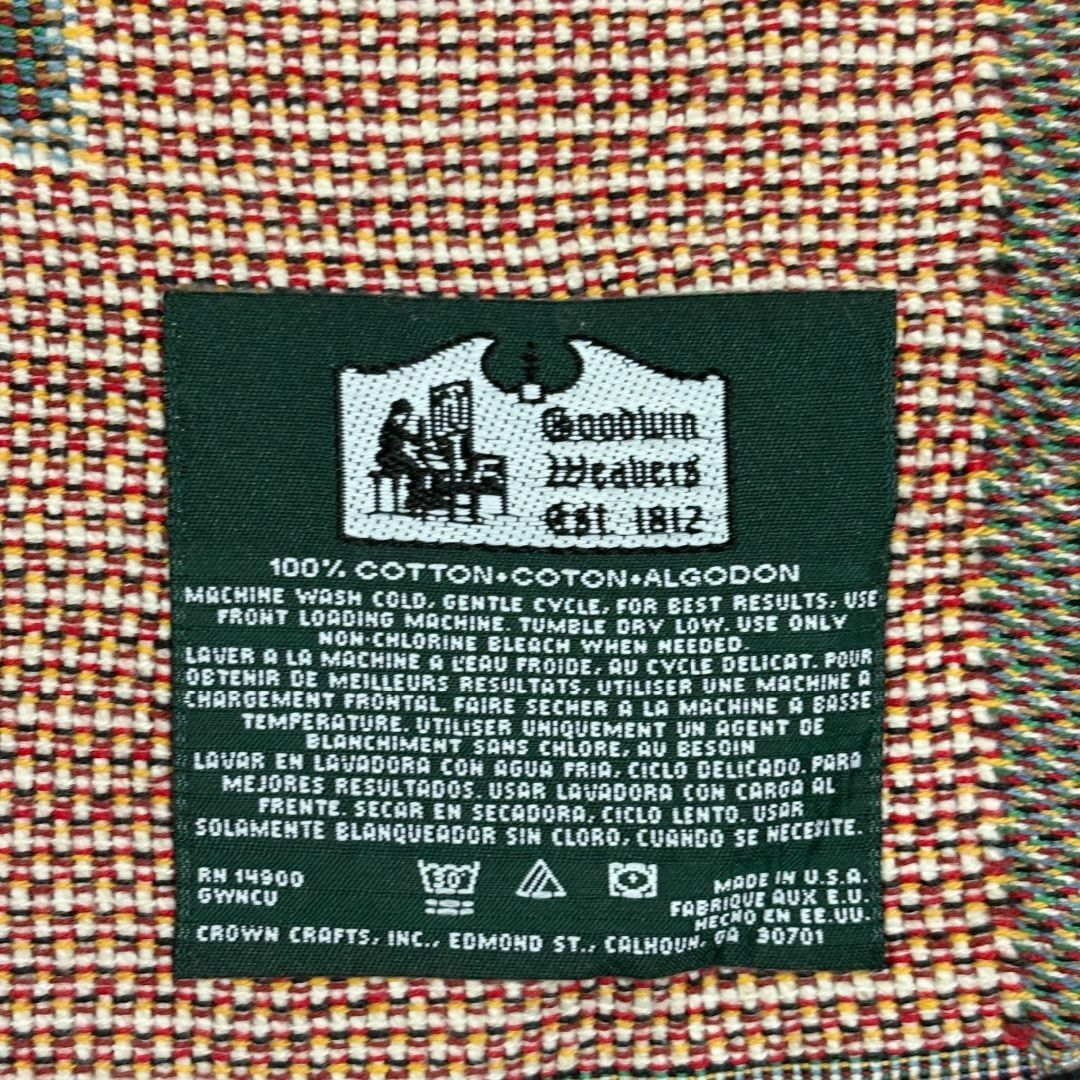 Goodwin
Weavers
Est. 1812
100% COTTON•COTON•ALGODON
MACHINE WASH COLD, GENTLE CYCLE, FOR BEST RESULTS, USE
FRONT LOADING MACHINE. TUMBLE DRY LOW. USE ONLY
NON-CHLORINE BLEACH WHEN NEEDED.
LAVER A LA MACHINE A L'EAU FROIDE, AU CYCLE DELICAT. POUR
OBTENIR DE MEILLEURS RESULTATS, UTILISER UNE MACHINE A
CHARGEMENT FRONTAL. FAIRE SECHER A LA MACHINE A BASSE
TEMPERATURE. UTILISER UNIQUEMENT UN AGENT DE
BLANCHIMENT SANS CHLORE, AU BESOIN
LAVAR EN LAVADORA CON AGUA FRIA, CICLO DELICADO. PARA
MEJORES RESULTADOS. USAR LAVADORA CON CARGA AL
FRENTE. SECAR EN SECADORA, CICLO LENTO. USAR
SOLAMENTE BLANQUEADOR SIN CLORO, CUANDO SE NECESITE.
30
RN 14900
GWNCU
MADE IN U.S.A.
FABRIQUE AUX E.U.
HECHO EN EE.UU.
CROWN CRAFTS, INC., EDMOND ST., CALHOUN, GA 30701